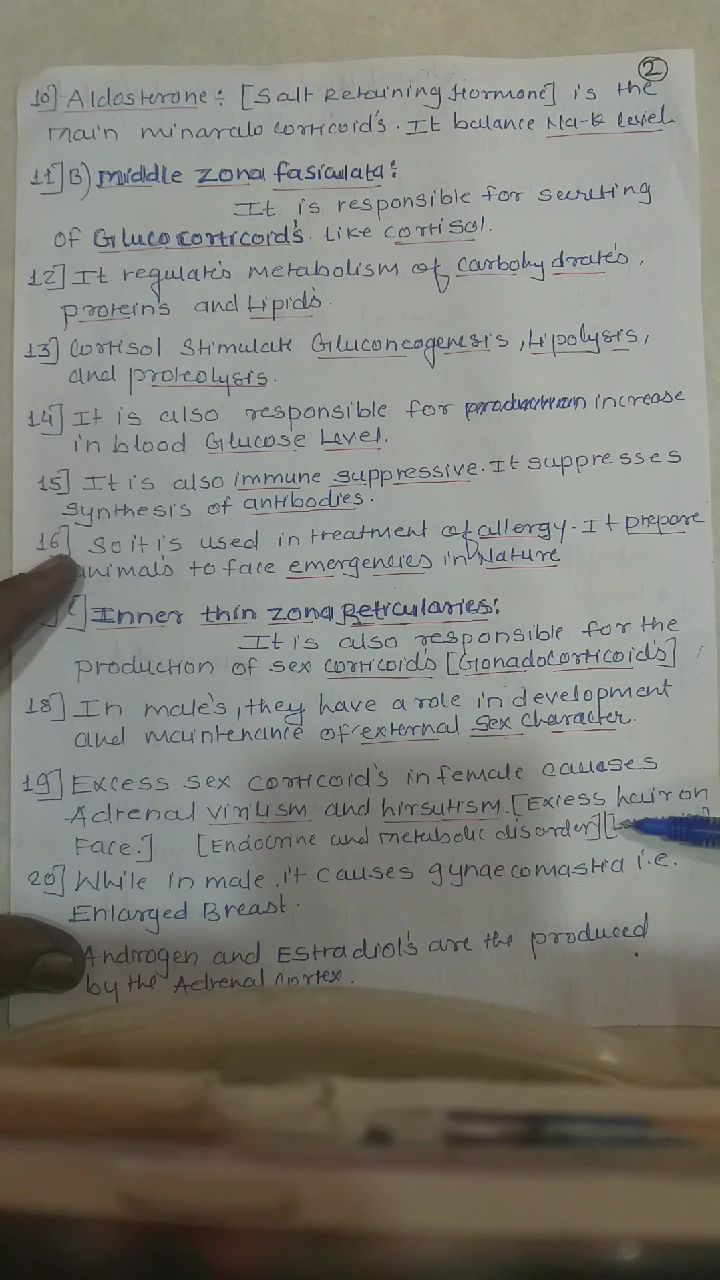 2
10] Aldosterone÷ [Salt Retaining Hormone] is the
main minaralo corticoid's. It balance Na-K level.
11] B) Middle zona fasiculata:
It is responsible for secreting
of Glucocorticoid's. Like cortisol.
12] It regulate's metabolism of carbohydrate's,
protein's and Lipid's.
13] Cortisol Stimulate Gluconeogenesis, Lipolysis,
and proteolysis.
14] It is also responsible for increase
in blood Glucose Level.
15] It is also immune suppressive. It suppresses
synthesis of antibodies.
16] So it is used in treatment of allergy. It prepare
animal's to face emergencies in Nature
Inner thin zona Reticularies:
It is also responsible for the
production of sex corticoid's [Gonadocorticoid's]
18] In male's, they have a role in development
and maintenance of external sex character.
19] Excess sex corticoid's in female causes
Adrenal virilism and hirsutism. [Exless hair on
Face.] [Endocrine and metabolic disorder] [
20] While in male, it causes gynaecomastia i.e.
Enlarged Breast.
Androgen and Estradiol's are the produced
by the Adrenal cortex.